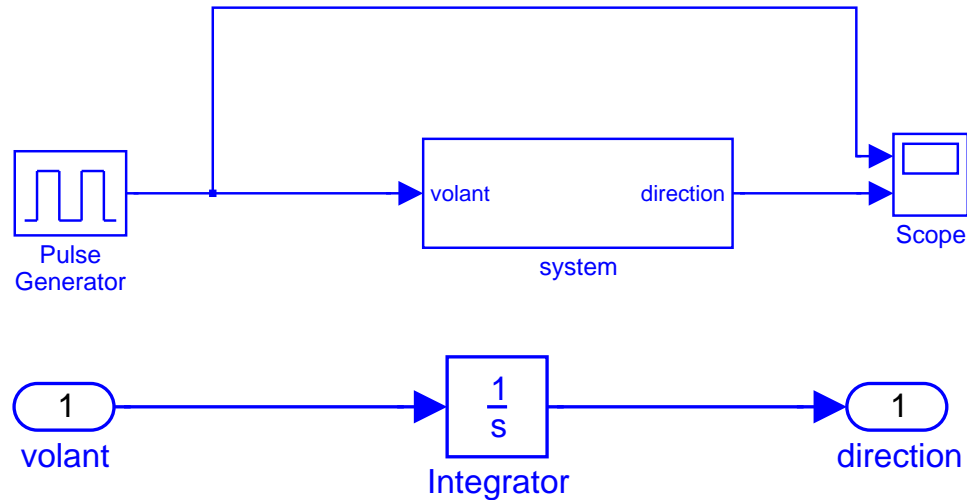 volant
direction
Pulse
Generator
system
Scope
1
volant
1
s
Integrator
1
direction